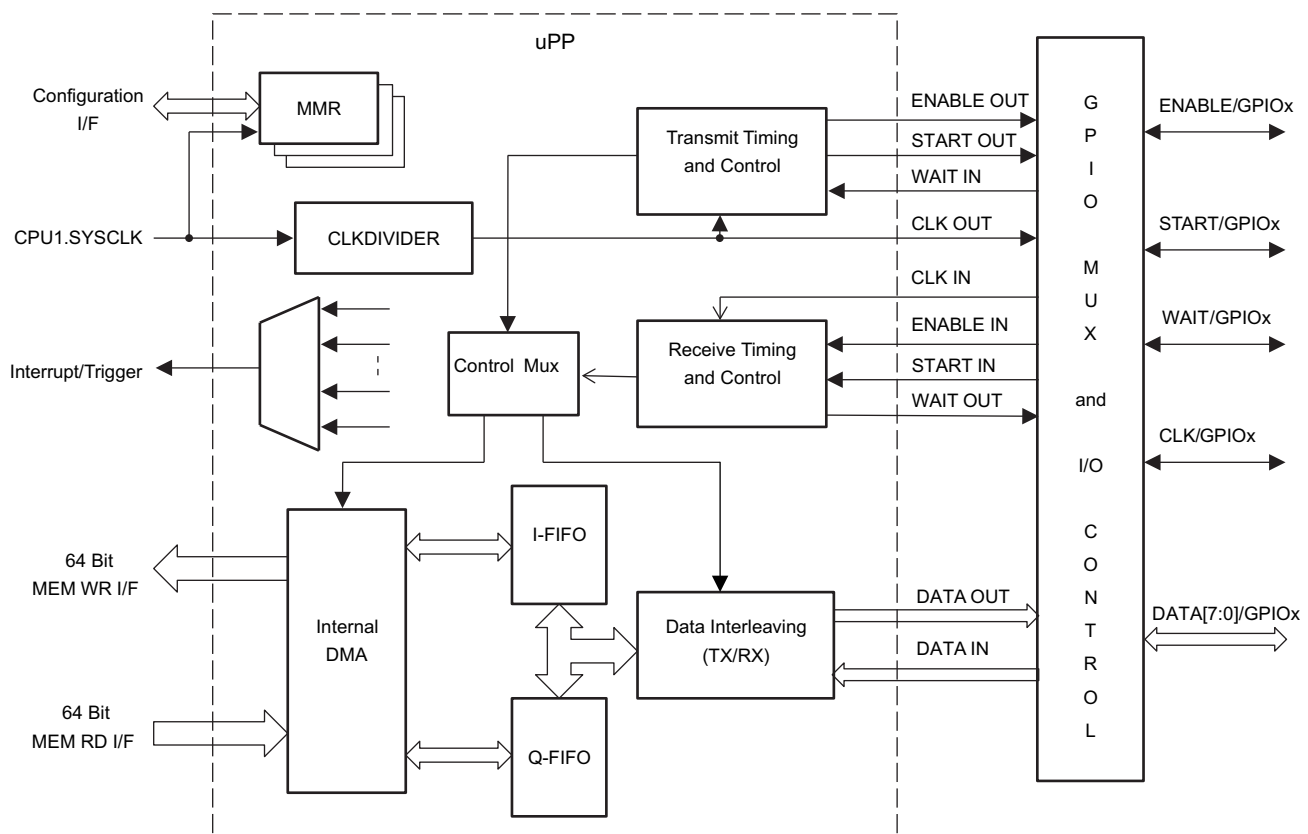 uPP
Configuration
I/F
MMR
CPU1.SYSCLK
CLKDIVIDER
Transmit Timing
and Control
ENABLE OUT
START OUT
WAIT IN
CLK OUT
CLK IN
ENABLE IN
START IN
WAIT OUT
Interrupt/Trigger
Control Mux
Receive Timing
and Control
64 Bit
MEM WR I/F
64 Bit
MEM RD I/F
Internal
DMA
I-FIFO
Q-FIFO
Data Interleaving
(TX/RX)
DATA OUT
DATA IN
G
P
I
O
M
U
X
and
I/O
C
O
N
T
R
O
L
ENABLE/GPIOx
START/GPIOx
WAIT/GPIOx
CLK/GPIOx
DATA[7:0]/GPIOx